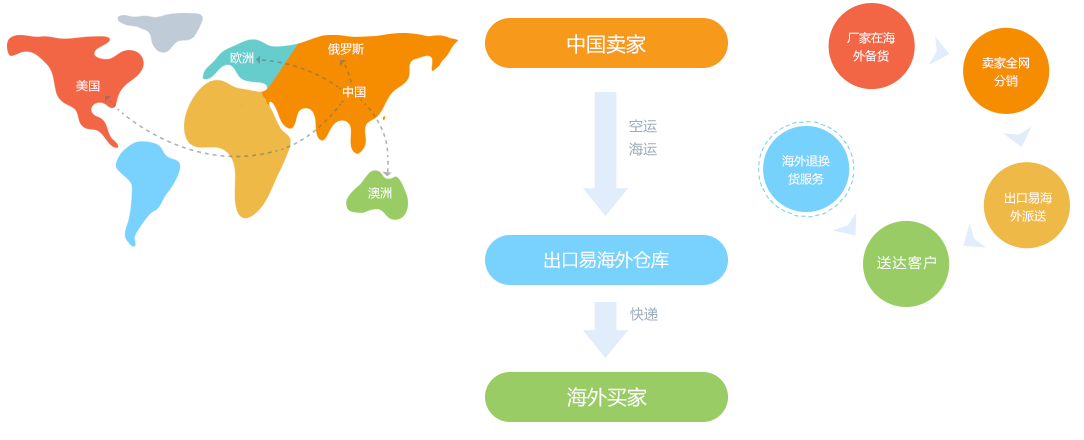 欧洲
俄罗斯
美国
中国
澳洲
中国卖家
空运
海运
出口易海外仓库
快递
海外买家
厂家在海
外备货
卖家全网
分销
出口易海
外派送
送达客户
海外退换
货服务